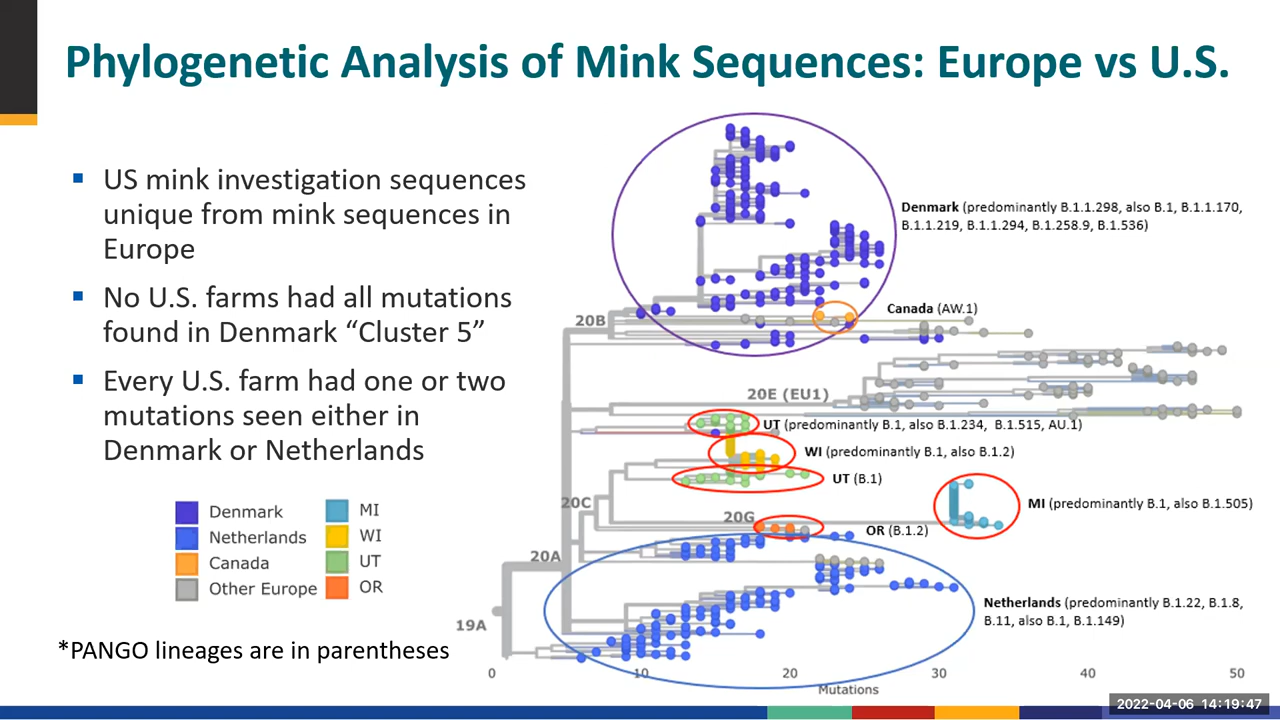 Phylogenetic Analysis of Mink Sequences: Europe vs U.S.
▪ US mink investigation sequences
unique from mink sequences in
Europe
▪ No U.S. farms had all mutations
found in Denmark “Cluster 5”
▪ Every U.S. farm had one or two
mutations seen either in
Denmark or Netherlands
Denmark
Netherlands
Canada
Other Europe
MI
WI
UT
OR
*PANGO lineages are in parentheses
Denmark (predominantly B.1.1.298, also B.1, B.1.1.170,
B.1.1.219, B.1.1.294, B.1.258.9, B.1.536)
Canada (AW.1)
20B
20E (EU1)
UT (predominantly B.1, also B.1.234, B.1.515, AU.1)
WI (predominantly B.1, also B.1.2)
UT (B.1)
20C
MI (predominantly B.1, also B.1.505)
20G
OR (B.1.2)
20A
Netherlands (predominantly B.1.22, B.1.8,
B.11, also B.1, B.1.149)
19A
0 10 20 30 40 50
Mutations
2022-04-06 14:19:47